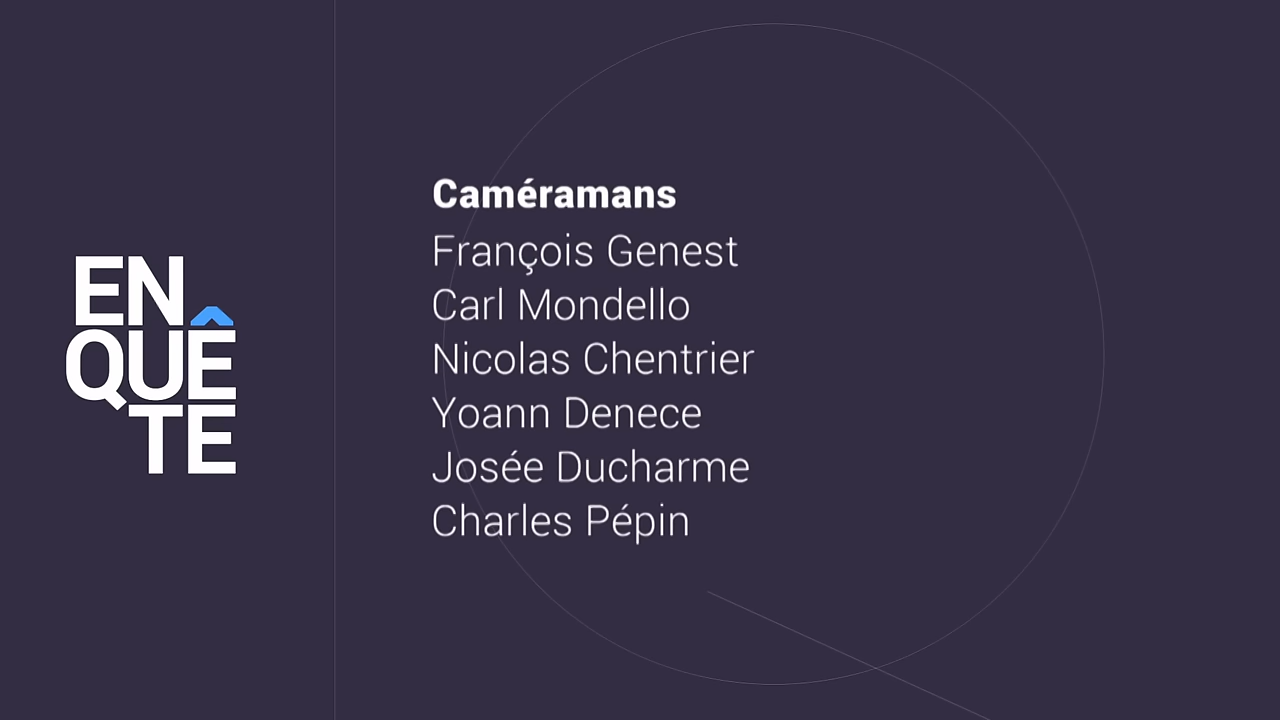 EN
QUÊ
TE
Caméramans
François Genest
Carl Mondello
Nicolas Chentrier
Yoann Denece
Josée Ducharme
Charles Pépin